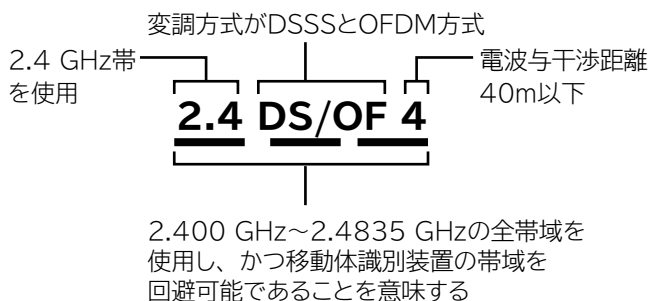 変調方式がDSSSとOFDM方式
2.4 GHz帯
を使用
電波与干渉距離
40m以下
2.4 DS/OF 4
2.400 GHz～2.4835 GHzの全帯域を
使用し、かつ移動体識別装置の帯域を
回避可能であることを意味する